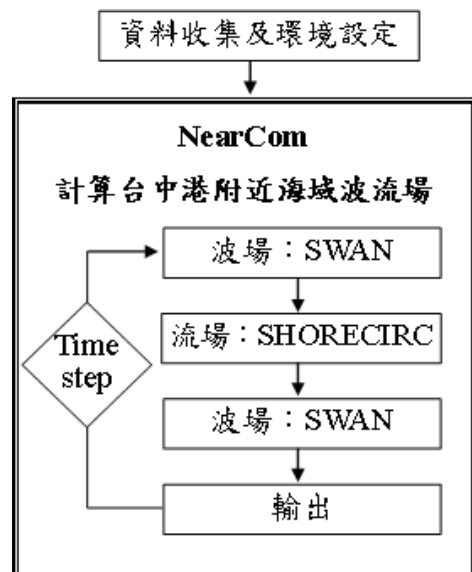 資料收集及環境設定
NearCom
計算台中港附近海域波流場
波場：SWAN
流場：SHORECIRC
Time
step
波場：SWAN
輸出